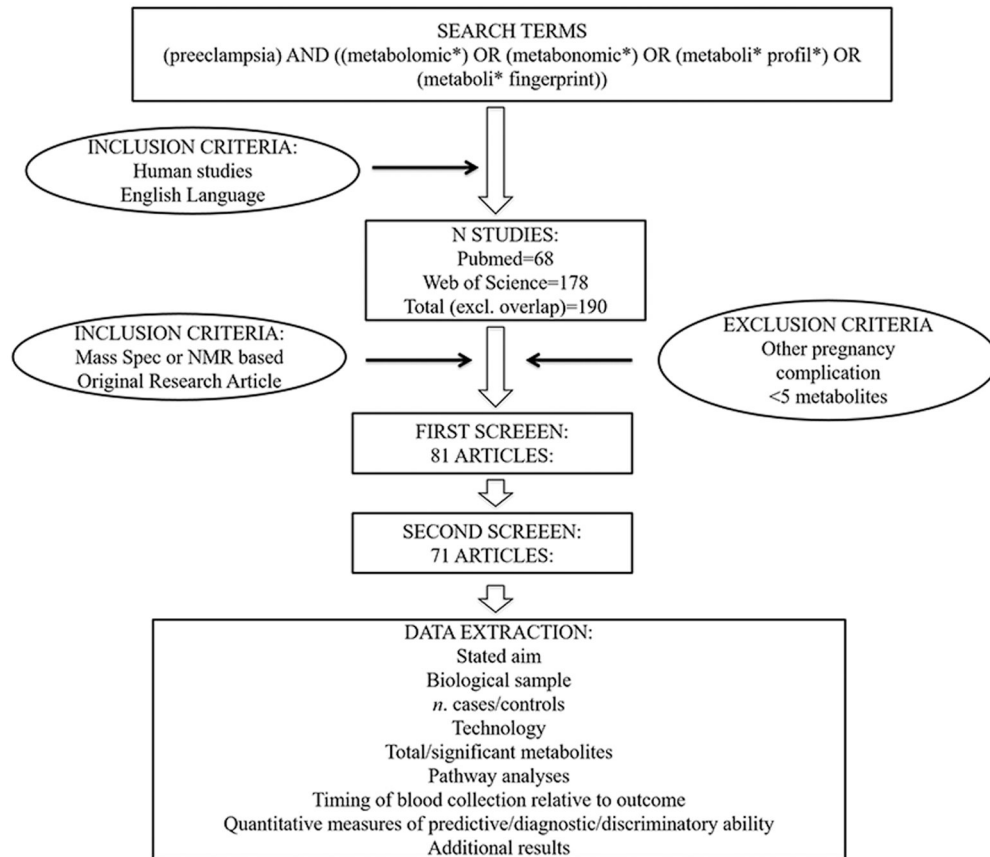 SEARCH TERMS
(preeclampsia) AND ((metabolomic*) OR (metabonomic*) OR (metaboli* profil*) OR
(metaboli* fingerprint))
INCLUSION CRITERIA:
Human studies
English Language
N STUDIES:
Pubmed=68
Web of Science=178
Total (excl. overlap)=190
INCLUSION CRITERIA:
Mass Spec or NMR based
Original Research Article
EXCLUSION CRITERIA
Other pregnancy
complication
<5 metabolites
FIRST SCREEEN:
81 ARTICLES:
SECOND SCREEEN:
71 ARTICLES:
DATA EXTRACTION:
Stated aim
Biological sample
n. cases/controls
Technology
Total/significant metabolites
Pathway analyses
Timing of blood collection relative to outcome
Quantitative measures of predictive/diagnostic/discriminatory ability
Additional results